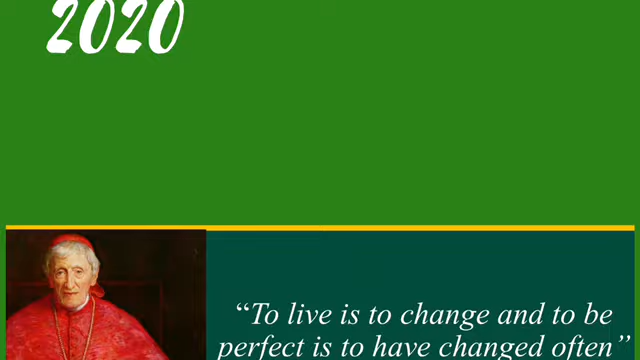 2020
“To live is to change and to be
perfect is to have changed often”